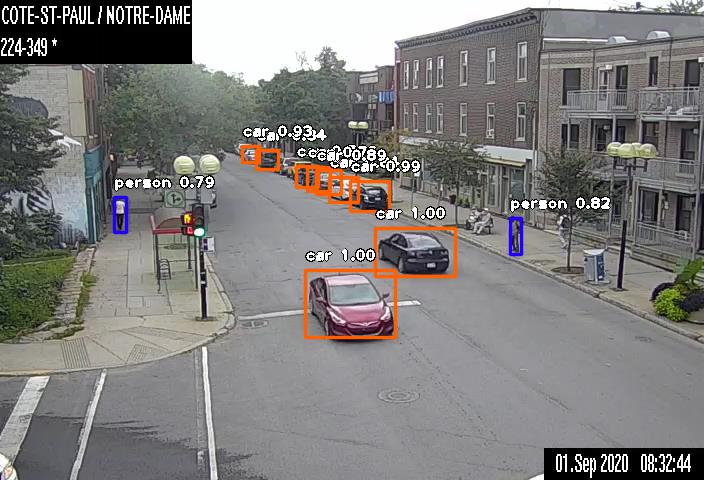 COTE-ST-PAUL / NOTRE-DAME
224-349 *
car 0.93
person 0.79
car 0.99
person 0.82
car 1.00
car 1.00
01.Sep 2020 08:32:44